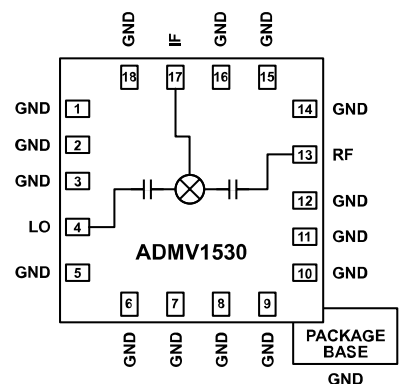 GND IF GND GND
18 17 16 15
GND 1 14 GND
GND 2
13 RF
GND 3
12 GND
LO 4
11 GND
ADMV1530
GND 5 10 GND
6 7 8 9
GND GND GND GND
PACKAGE
BASE
GND